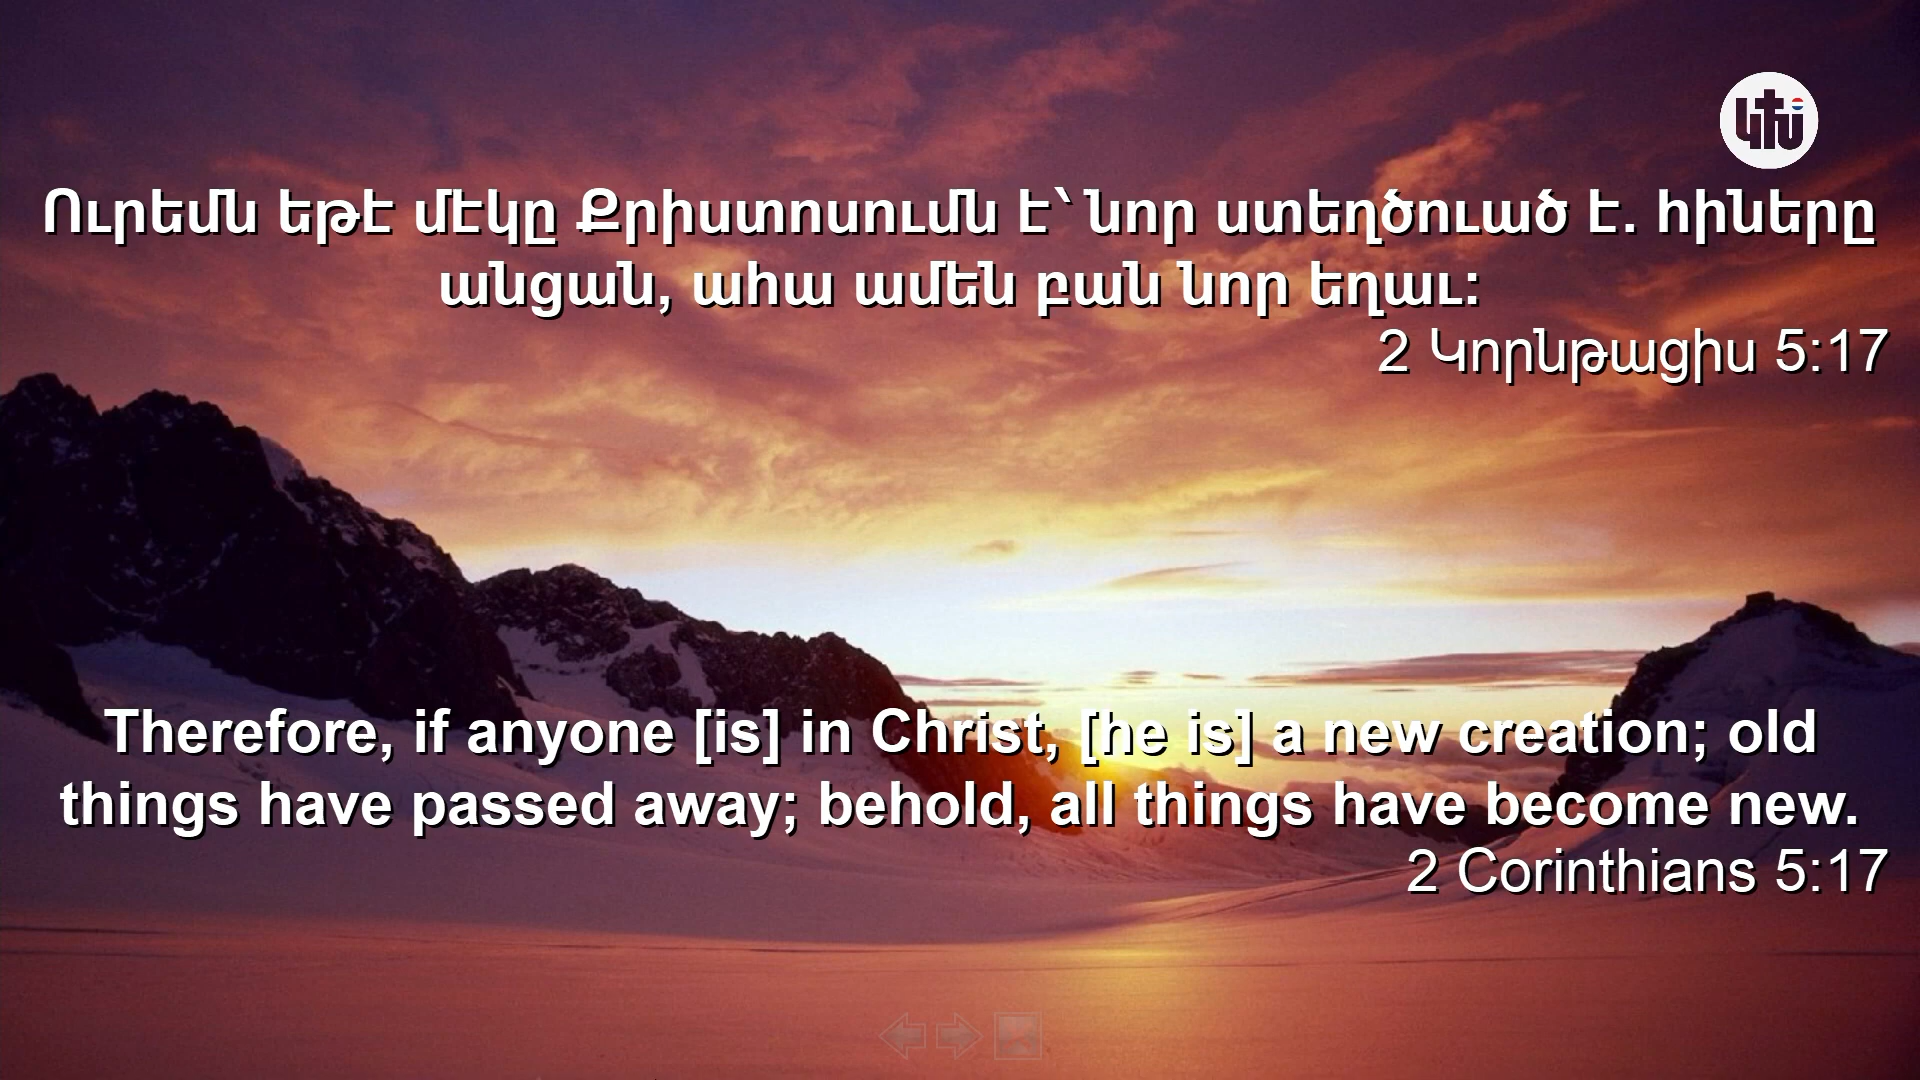 ԿԽՄ
Ուրեմն եթէ մէկը Քրիստոսումն է՝ նոր ստեղծուած է. հիները
անցան, ահա ամեն բան նոր եղաւ:
2 Կորնթացիս 5:17
Therefore, if anyone [is] in Christ, [he is] a new creation; old
things have passed away; behold, all things have become new.
2 Corinthians 5:17